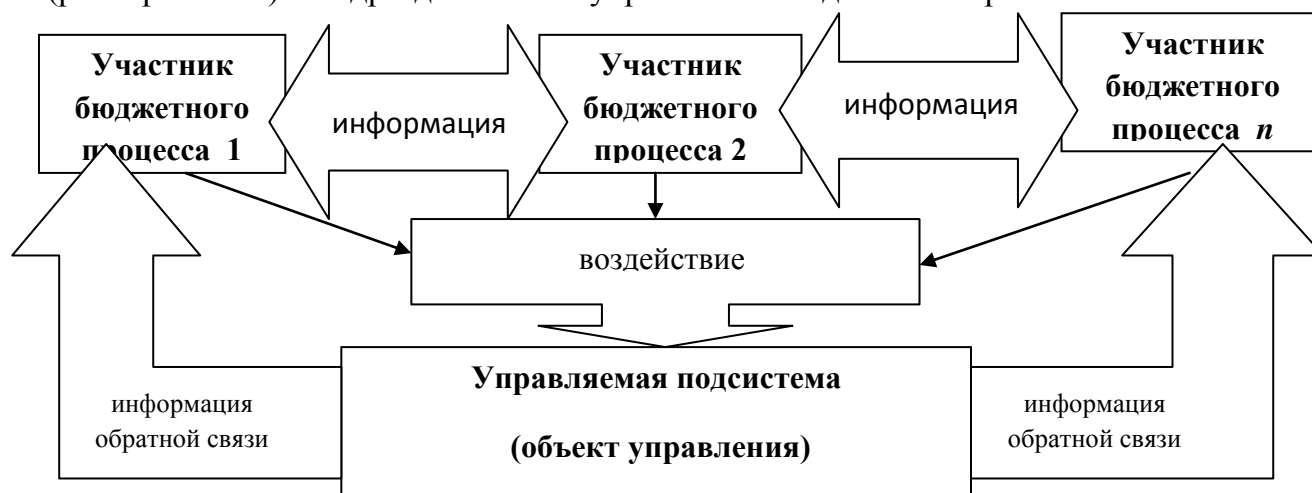 Участник
бюджетного
процесса 1
информация
Участник
бюджетного
процесса 2
информация
Участник
бюджетного
процесса n
воздействие
Управляемая подсистема
(объект управления)
информация
обратной связи
информация
обратной связи